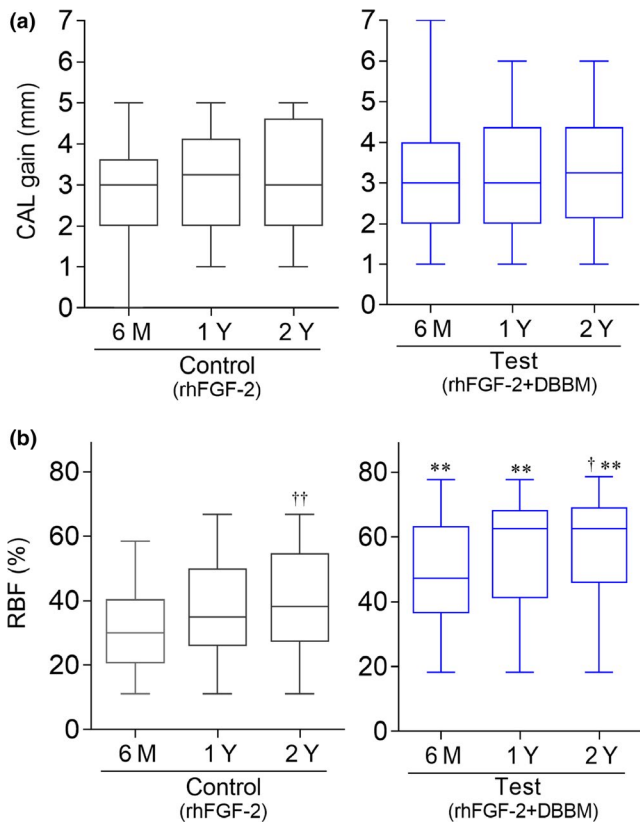 (a)
CAL gain (mm)
7
6
5
4
3
2
1
0
6 M 1 Y 2 Y
Control
(rhFGF-2)
7
6
5
4
3
2
1
0
6 M 1 Y 2 Y
Test
(rhFGF-2+DBBM)
(b)
RBF (%)
80
60
40
20
0
††
6 M 1 Y 2 Y
Control
(rhFGF-2)
80
60
40
20
0
** ** † **
6 M 1 Y 2 Y
Test
(rhFGF-2+DBBM)